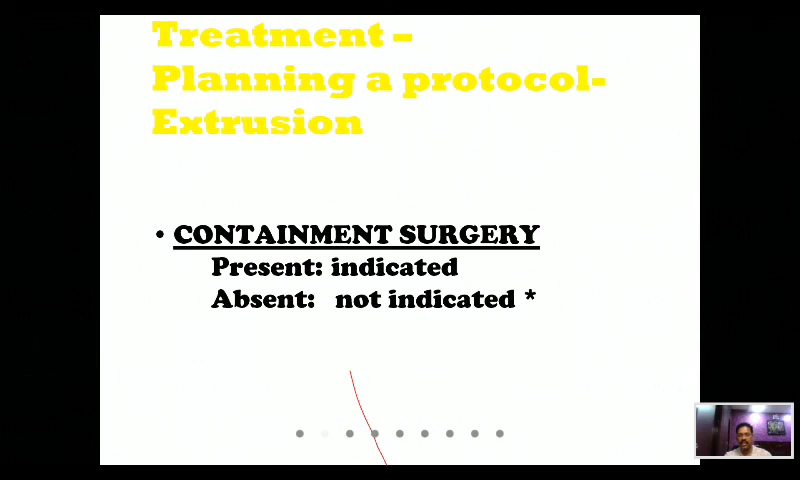 Treatment –
Planning a protocol-
Extrusion
• CONTAINMENT SURGERY
Present: indicated
Absent: not indicated *